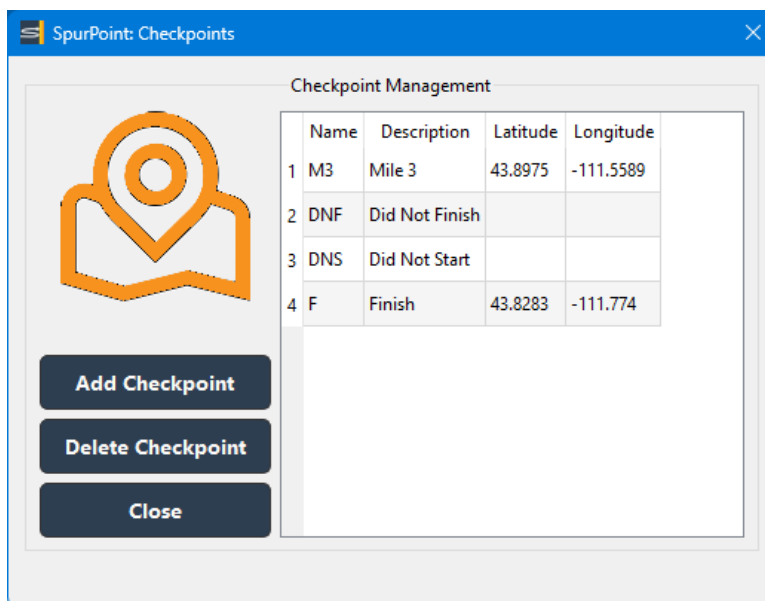 SpurPoint: Checkpoints
Checkpoint Management
Name Description Latitude Longitude
1 M3 Mile 3 43.8975 -111.5589
2 DNF Did Not Finish
3 DNS Did Not Start
4 F Finish 43.8283 -111.774
Add Checkpoint
Delete Checkpoint
Close